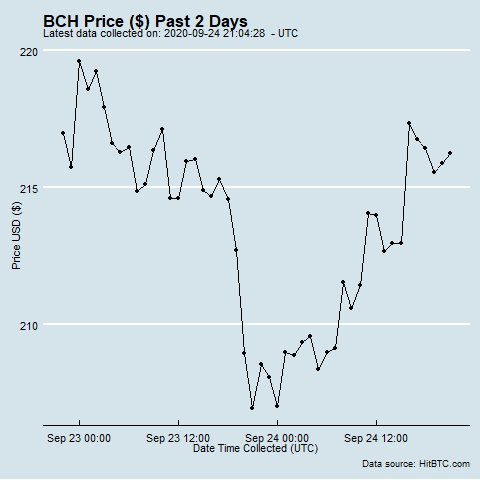 BCH Price ($) Past 2 Days
Latest data collected on: 2020-09-24 21:04:28  - UTC
220
215
210
Price USD ($)
Sep 23 00:00
Sep 23 12:00
Sep 24 00:00
Sep 24 12:00
Date Time Collected (UTC)
Data source: HitBTC.com